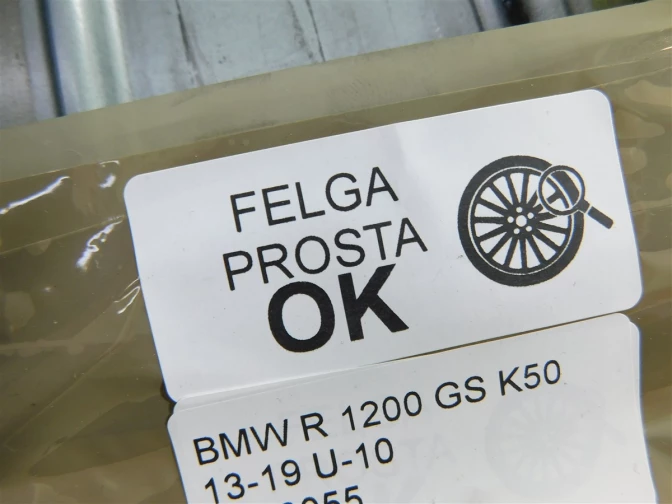 FELGA
PROSTA
OK
BMW R 1200 GS K50
13-19 U-10